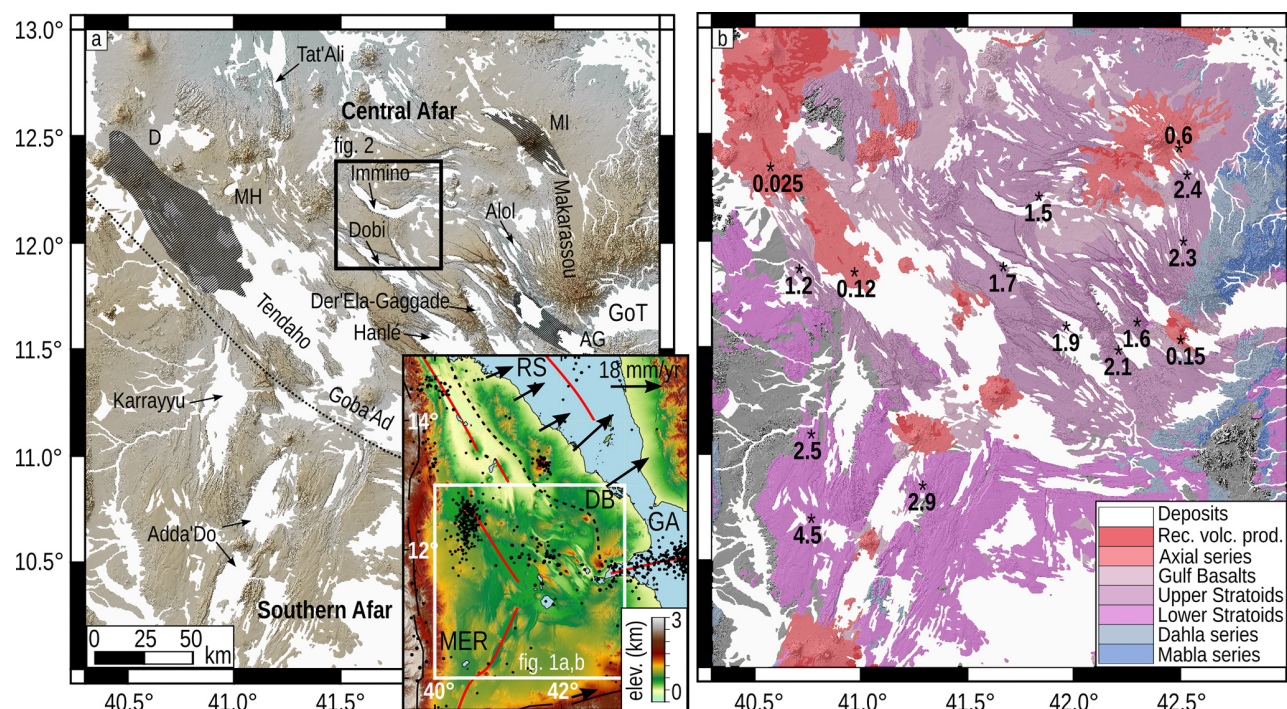 13.0°
12.5°
12.0°
11.5°
11.0°
10.5°
a
Tat'Ali
Central Afar
D
fig. 2
MI
Immino
MH
Makarassou
Alol
Dobi
Der'Ela-Gaggade
GoT
Tendaho
Hanlé
AG
Karrayyu
Goba'Ad
Adda'Do
Southern Afar
0 25 50
km
RS
18 mm/yr
14°
DB
GA
12°
MER
fig. 1a,b
40° 42°
elev. (km)
3
0
40.5° 41.0°
b
0.6
0.025
2.4
1.5
2.3
1.2
0.12
1.7
1.9
1.6
2.1
0.15
2.5
2.9
4.5
Deposits
Rec. volc. prod.
Axial series
Gulf Basalts
Upper Stratoids
Lower Stratoids
Dahla series
Mabla series
40.5° 41.0° 41.5° 42.0° 42.5°